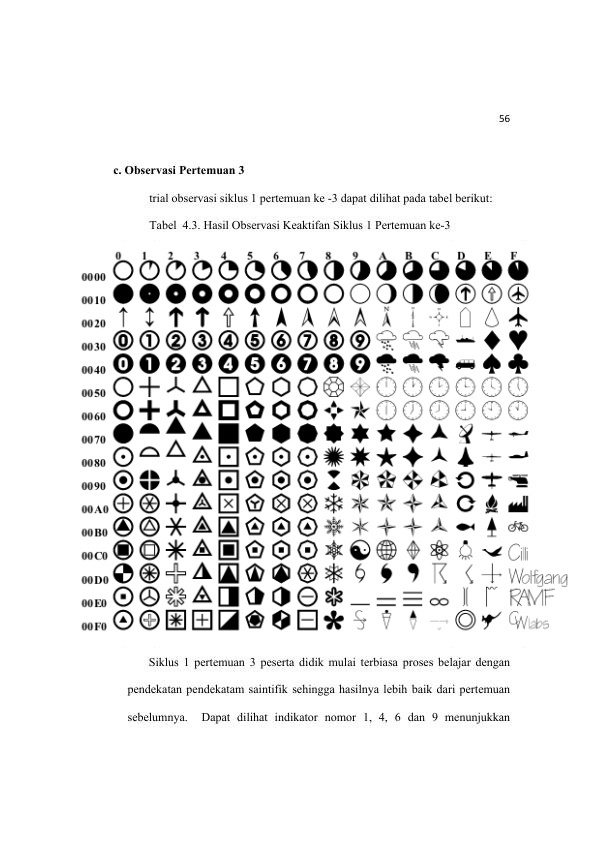 56
c. Observasi Pertemuan 3
trial observasi siklus 1 pertemuan ke -3 dapat dilihat pada tabel berikut:
Tabel 4.3. Hasil Observasi Keaktifan Siklus 1 Pertemuan ke-3
0 1 2 3 4 5 6 7 8 9 A B C D E F
0000
0010
0020 N
0030 0 1 2 3 4 5 6 7 8 9
0040 0 1 2 3 4 5 6 7 8 9
0050
0060
0070
0080
0090
00A0
00B0
00C0 Cilli
00D0 Wolfgang
00E0 RAMF
00F0 CWlabs
Siklus 1 pertemuan 3 peserta didik mulai terbiasa proses belajar dengan
pendekatan pendekatam saintifik sehingga hasilnya lebih baik dari pertemuan
sebelumnya. Dapat dilihat indikator nomor 1, 4, 6 dan 9 menunjukkan